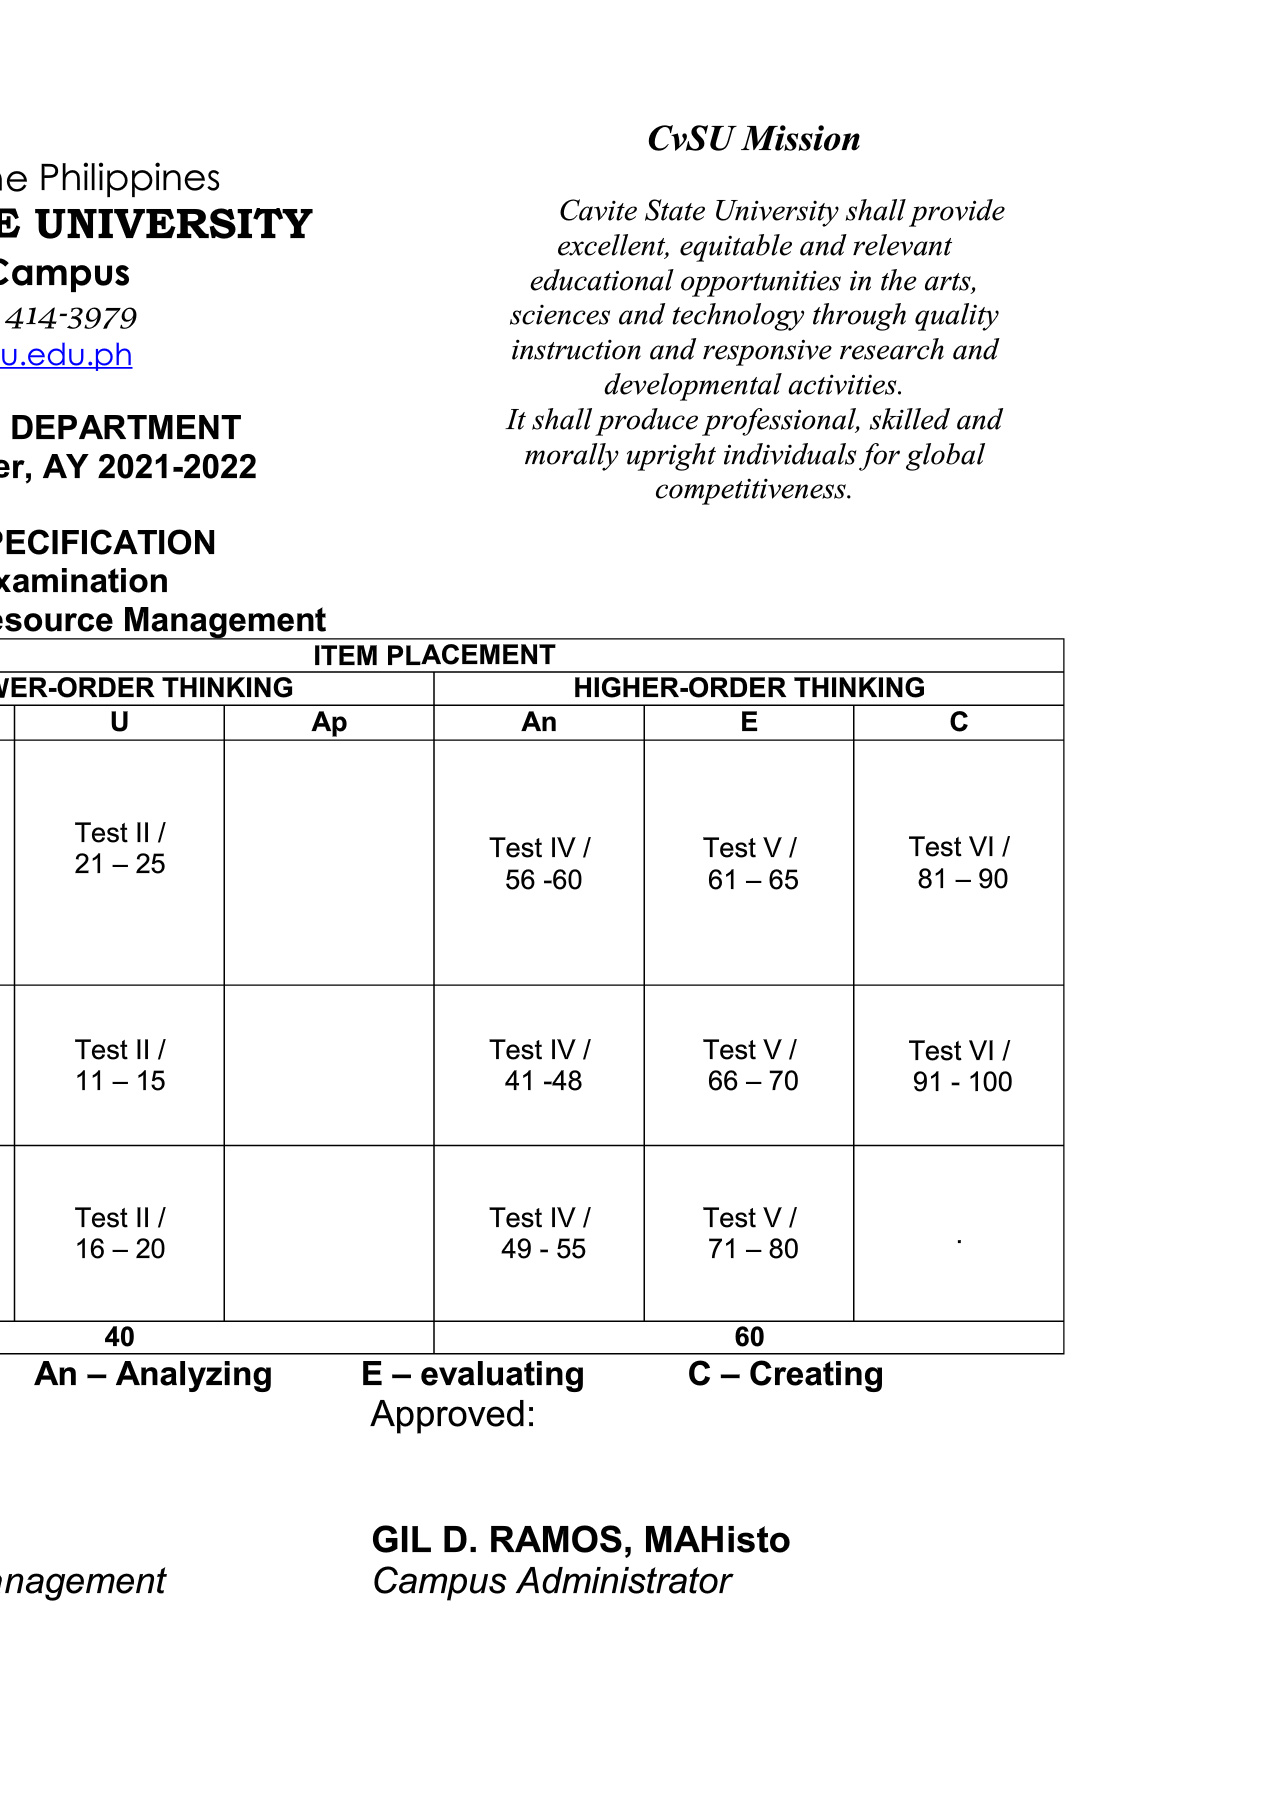 CvSU Mission
he Philippines
E UNIVERSITY
Campus
414-3979
u.edu.ph
Cavite State University shall provide
excellent, equitable and relevant
educational opportunities in the arts,
sciences and technology through quality
instruction and responsive research and
developmental activities.
It shall produce professional, skilled and
morally upright individuals for global
competitiveness.
DEPARTMENT
er, AY 2021-2022
PECIFICATION
xamination
esource Management
ITEM PLACEMENT
WER-ORDER THINKING HIGHER-ORDER THINKING
U Ap An E C
Test II / Test IV / Test V / Test VI /
21 – 25 56 -60 61 – 65 81 – 90
Test II / Test IV / Test V / Test VI /
11 – 15 41 -48 66 – 70 91 - 100
Test II / Test IV / Test V /
16 – 20 49 - 55 71 – 80 .
40 60
An – Analyzing E – evaluating C – Creating
Approved:
GIL D. RAMOS, MAHisto
anagement Campus Administrator